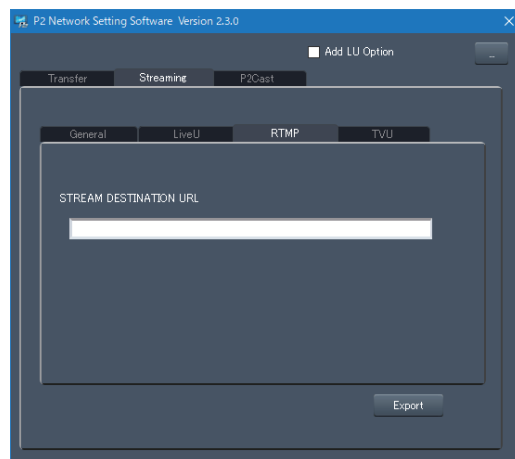 P2 Network Setting Software Version 2.3.0
Add LU Option
...
Transfer Streaming P2Cast
General LiveU RTMP TVU
STREAM DESTINATION URL
Export